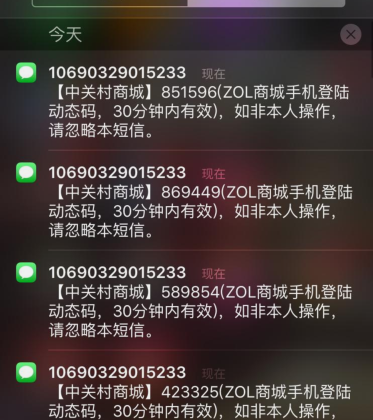 今天
10690329015233 现在
【中关村商城】851596(ZOL商城手机登陆
动态码，30分钟内有效)，如非本人操作，
请忽略本短信。
10690329015233 现在
【中关村商城】869449(ZOL商城手机登陆
动态码，30分钟内有效)，如非本人操作，
请忽略本短信。
10690329015233 现在
【中关村商城】589854(ZOL商城手机登陆
动态码，30分钟内有效)，如非本人操作，
请忽略本短信。
10690329015233 现在
【中关村商城】423325(ZOL商城手机登陆
动态码，30分钟内有效)，如非本人操作，